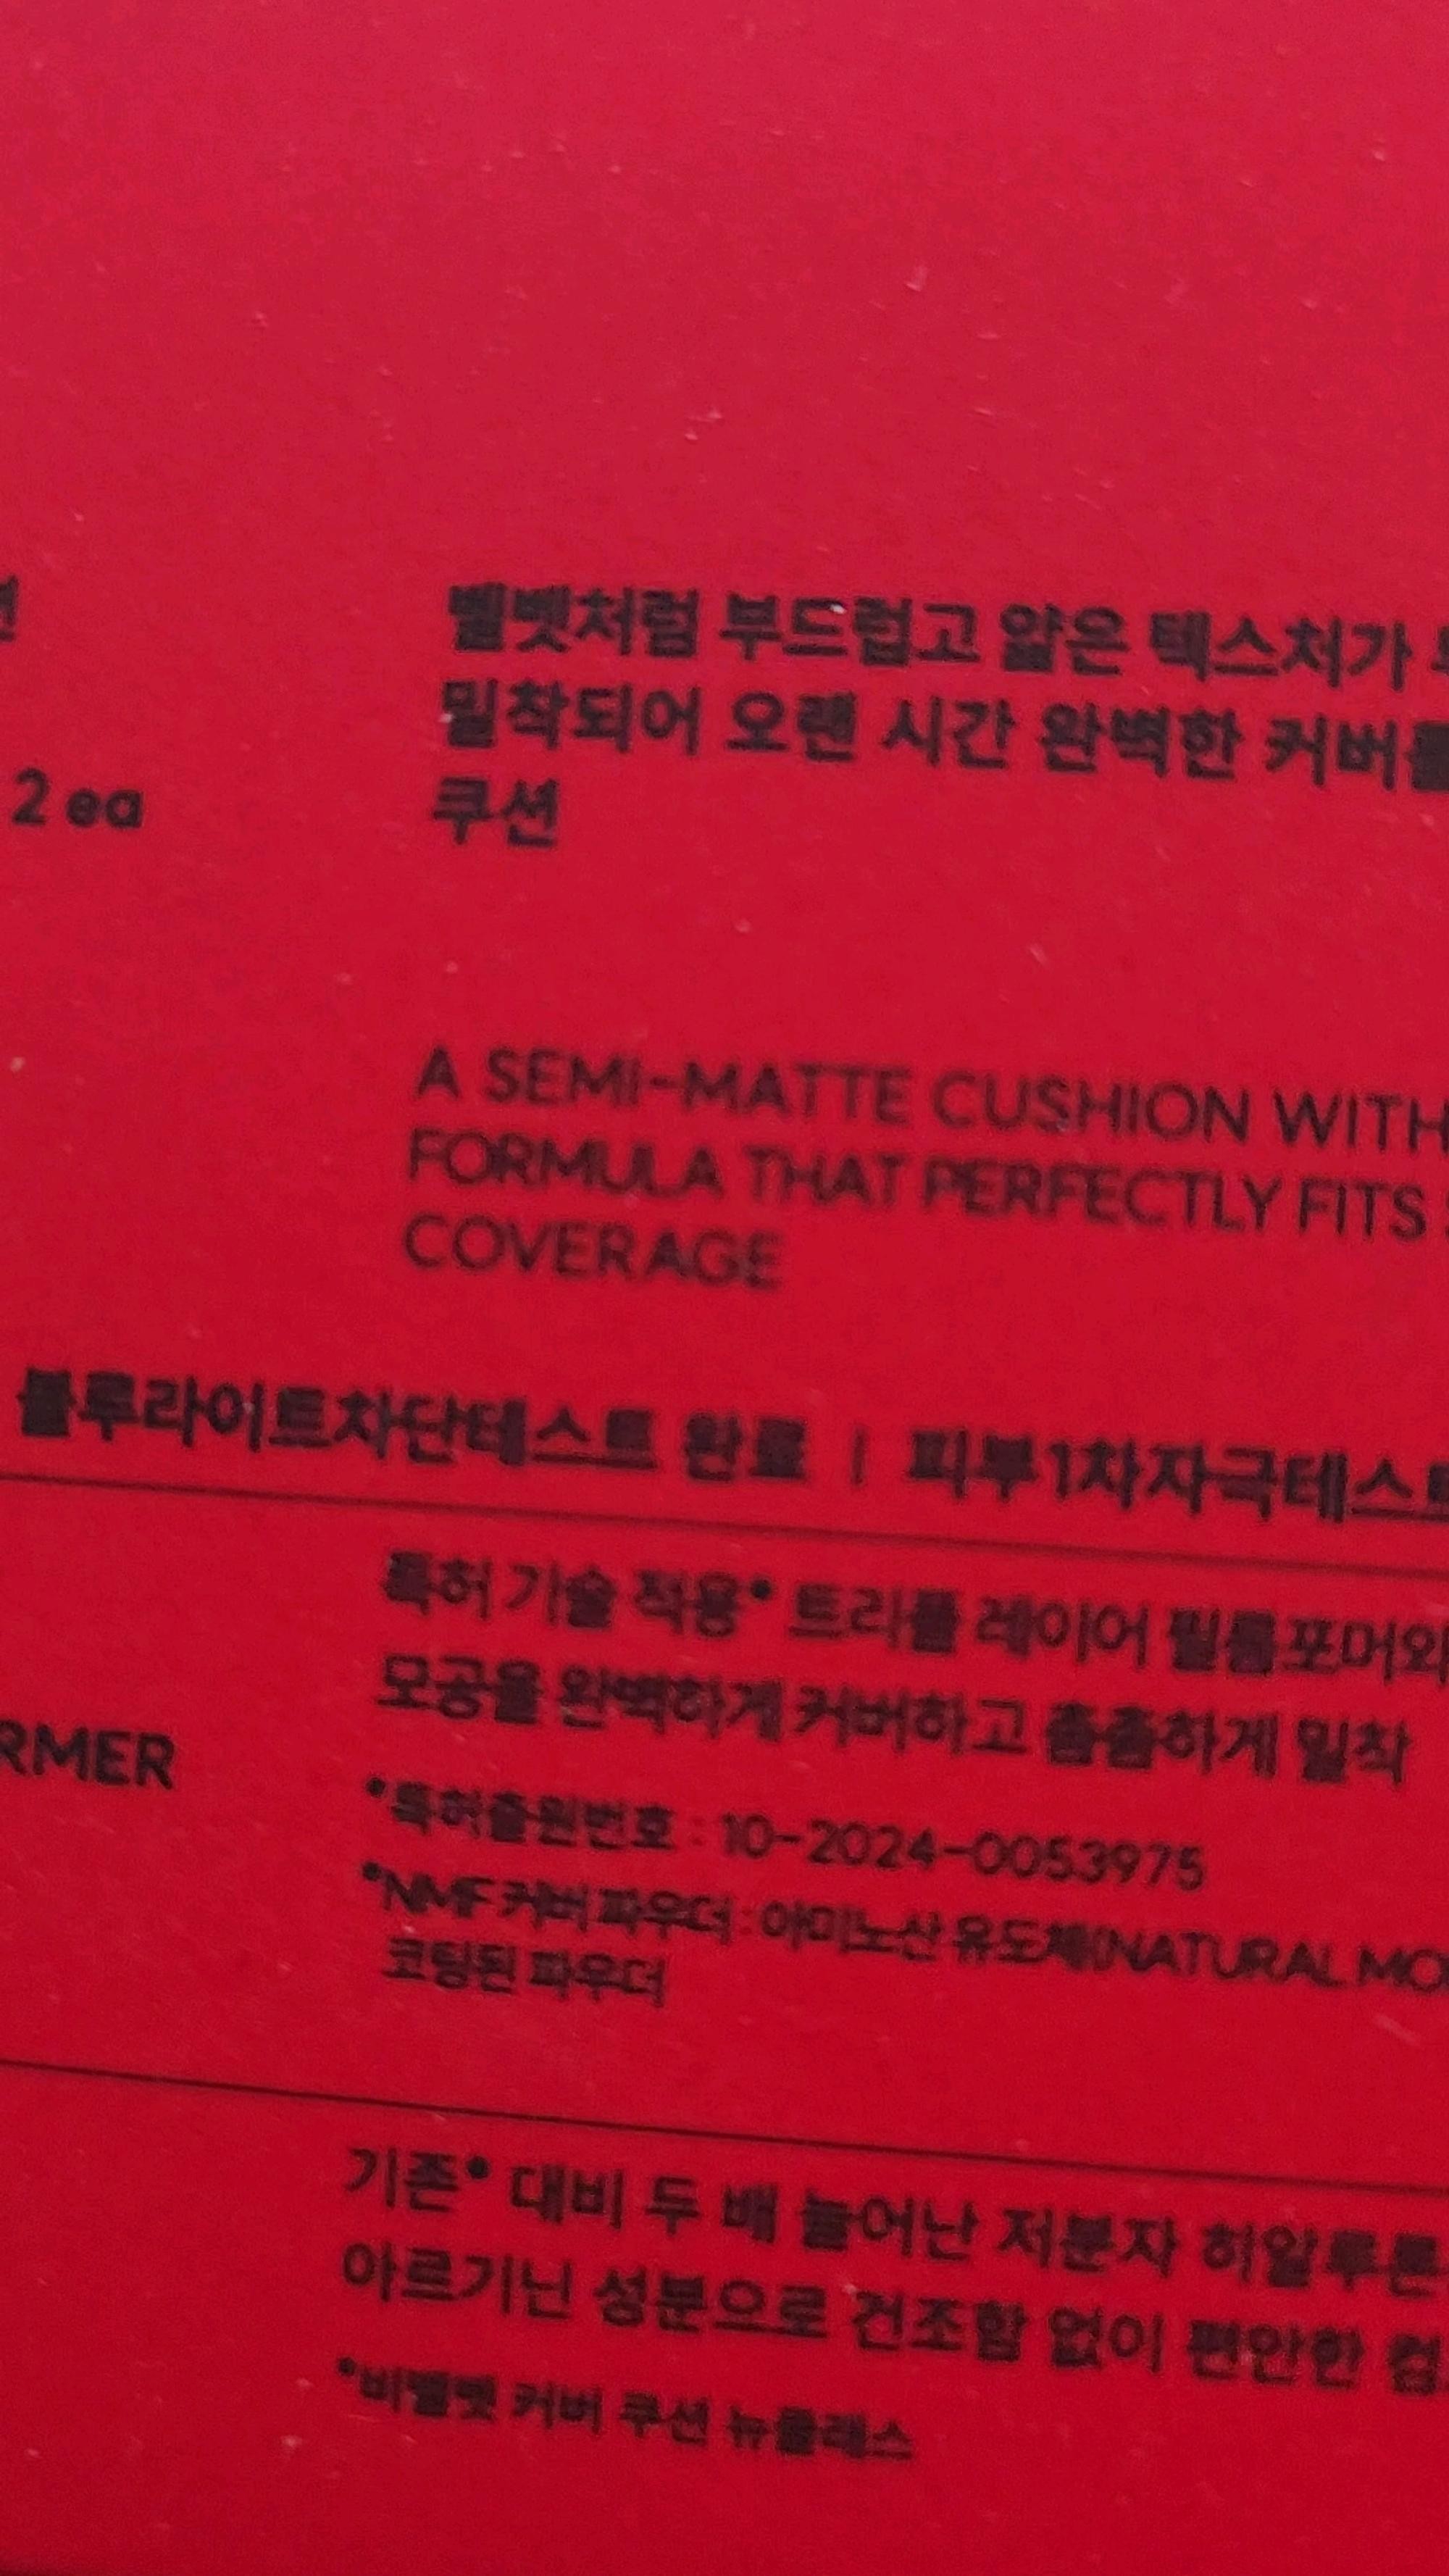 벨벳처럼 부드럽고 얇은 텍스처가
밀착되어 오랜 시간 완벽한 커버를
쿠션
2 ea
A SEMI-MATTE CUSHION WITH
FORMULA THAT PERFECTLY FITS
COVERAGE
블루라이트차단테스트 완료 | 피부1차자극테스트
특허 기술 적용* 트리플 레이어 필름포머와
모공을 완벽하게 커버하고 촘촘하게 밀착
RMER
*특허출원번호 : 10-2024-0053975
*NMF 커버 파우더 : 아미노산 유도체(NATURAL MO
코팅된 파우더
기존* 대비 두 배 늘어난 저분자 히알루론
아르기닌 성분으로 건조함 없이 편안한 컴
*비벨벳 커버 쿠션 뉴클래스